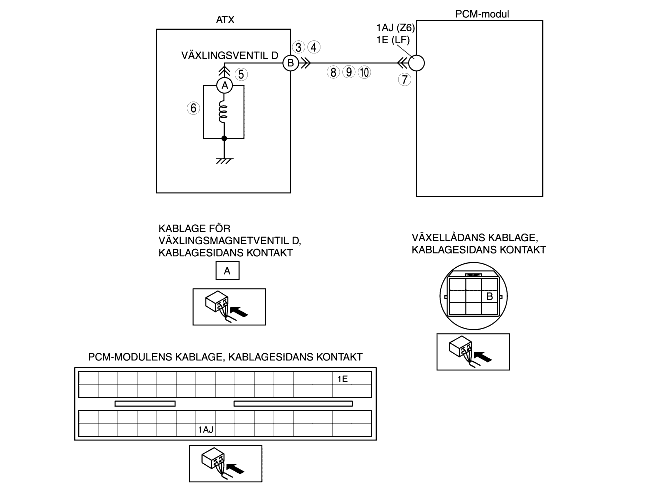 ATX
PCM-modul
1AJ (Z6)
1E (LF)
VÄXLINGSVENTIL D
3 4
B
5
A
6
8 9 10
7
KABLAGE FÖR
VÄXLINGSMAGNETVENTIL D,
KABLAGESIDANS KONTAKT
A
VÄXELLÅDANS KABLAGE,
KABLAGESIDANS KONTAKT
B
PCM-MODULENS KABLAGE, KABLAGESIDANS KONTAKT
1E
1AJ